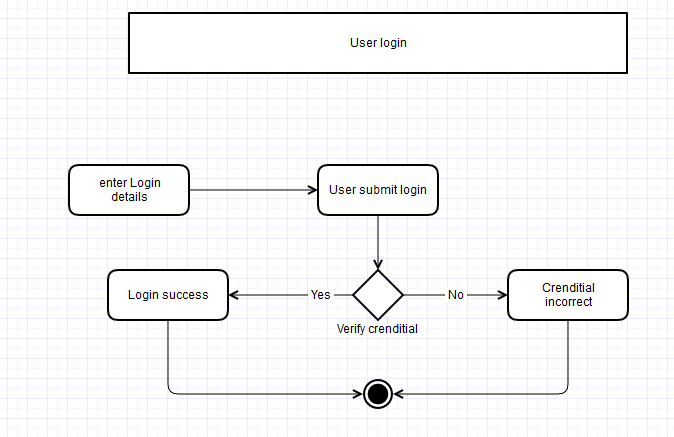 User login
enter Login
details
User submit login
Login success
Yes
No
Crenditial
incorrect
Verify crenditial